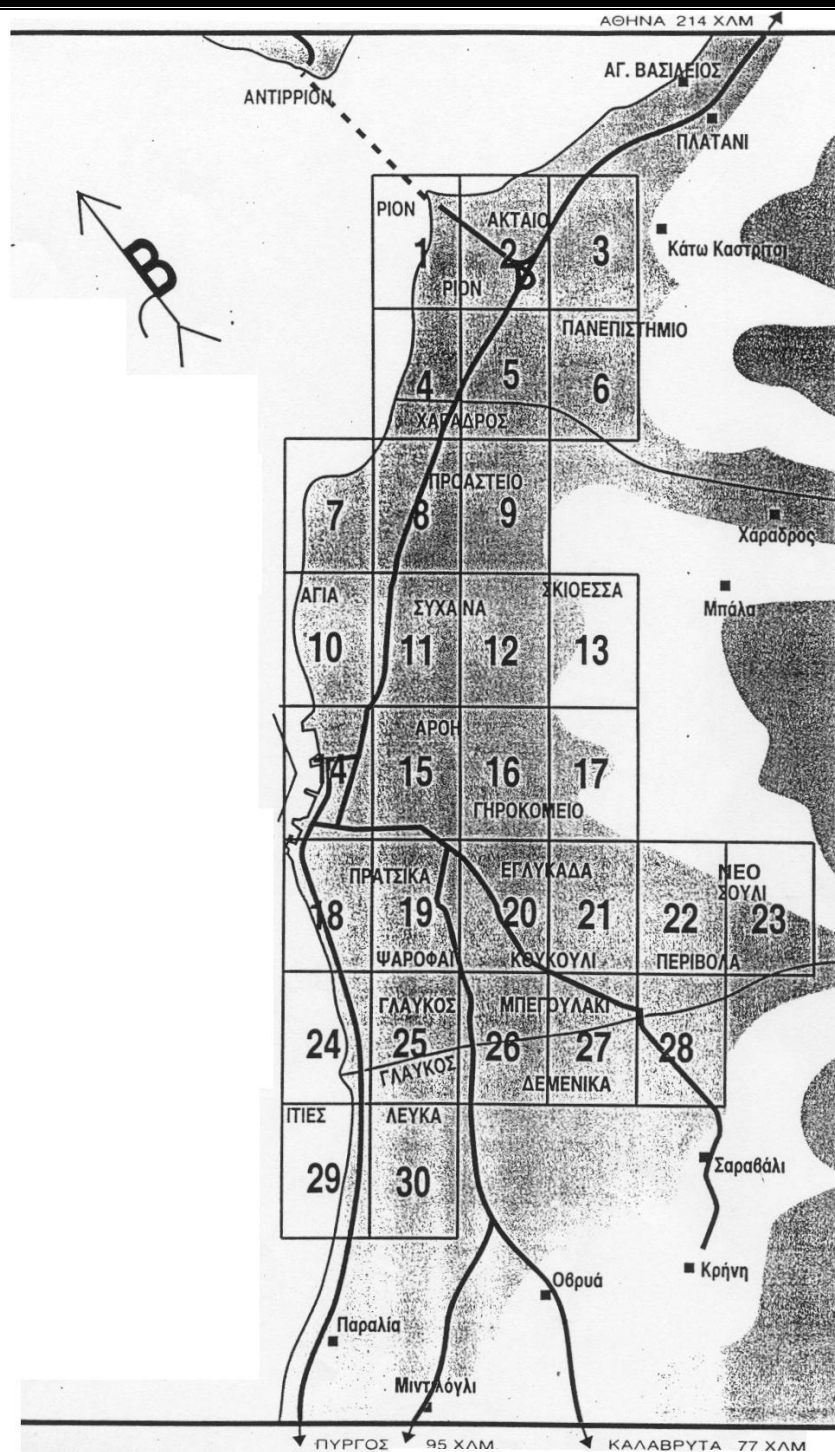 ΑΘΗΝΑ 214 ΧΛΜ
ΑΓ. ΒΑΣΙΛΕΙΟΣ
ΑΝΤΙΡΡΙΟΝ
ΠΛΑΤΑΝΙ
ΡΙΟΝ
ΑΚΤΑΙΟ
Β
1
2
3
Κάτω Καστρίτσι
ΡΙΟΝ
ΠΑΝΕΠΙΣΤΗΜΙΟ
4
5
6
ΧΑΡΑΔΡΟΣ
ΠΡΟΑΣΤΕΙΟ
7
8
9
Χάραδρος
ΑΓΙΑ
ΣΥΧΑΙΝΑ
ΣΚΙΟΕΣΣΑ
Μπάλα
10
11
12
13
ΑΡΟΗ
14
15
16
17
ΓΗΡΟΚΟΜΕΙΟ
ΠΡΑΤΣΙΚΑ
ΕΓΛΥΚΑΔΑ
ΝΕΟ
ΣΟΥΛΙ
18
19
20
21
22
23
ΨΑΡΟΦΑΙ
ΚΟΥΚΟΥΛΙ
ΠΕΡΙΒΟΛΑ
ΓΛΑΥΚΟΣ
ΜΠΕΓΟΥΛΑΚΙ
24
25
26
27
28
ΓΛΑΥΚΟΣ
ΔΕΜΕΝΙΚΑ
ΙΤΙΕΣ
ΛΕΥΚΑ
29
30
Σαραβάλι
Κρήνη
Οβρυά
Παραλία
Μιντιλόγλι
ΠΥΡΓΟΣ 95 ΧΛΜ.
ΚΑΛΑΒΡΥΤΑ 77 ΧΛΜ